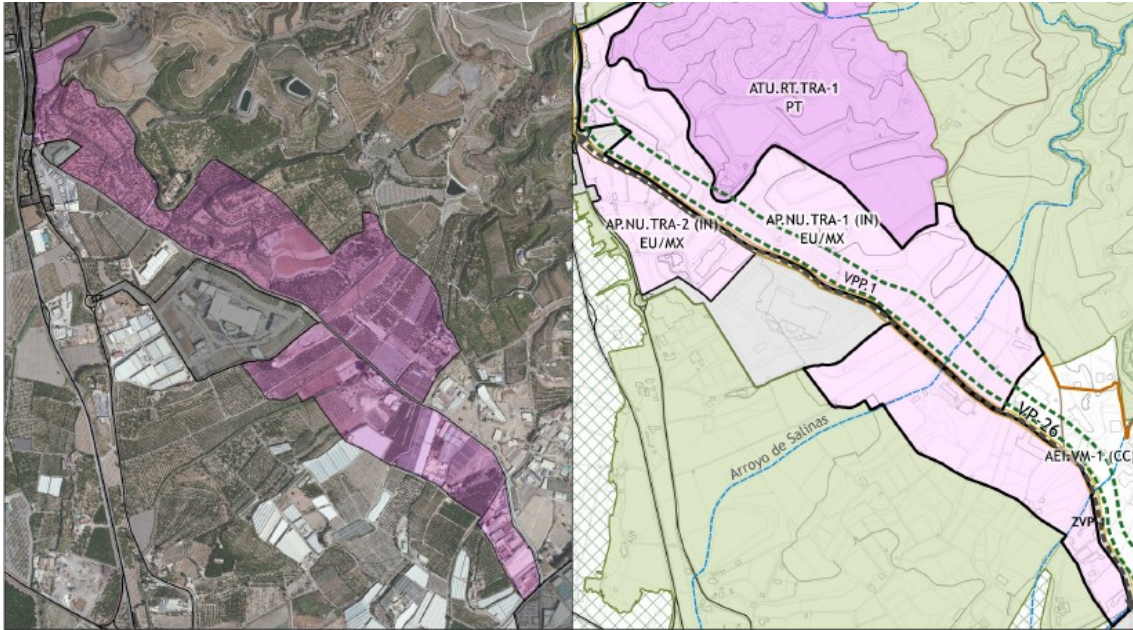 ATU.RT.TRA-1
PT
AP.NU.TRA-2 (IN)
EU/MX
AP.NU.TRA-1 (IN)
EU/MX
VPP.1
VP.-26
Arroyo de Salinas
AEI.VM-1 (CC)